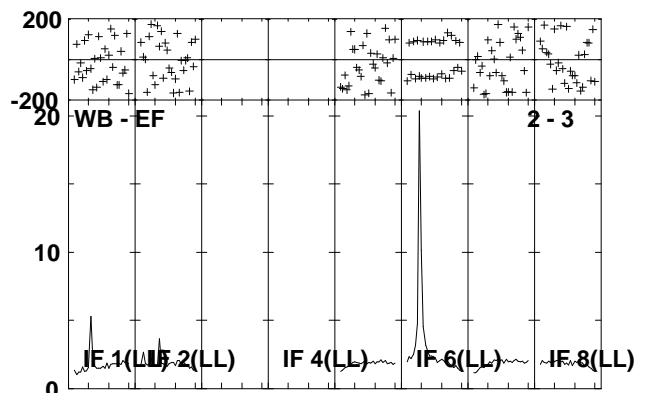 200
-200
20
WB - EF
2 - 3
10
IF 1(LL)
IF 2(LL)
IF 4(LL)
IF 6(LL)
IF 8(LL)
0